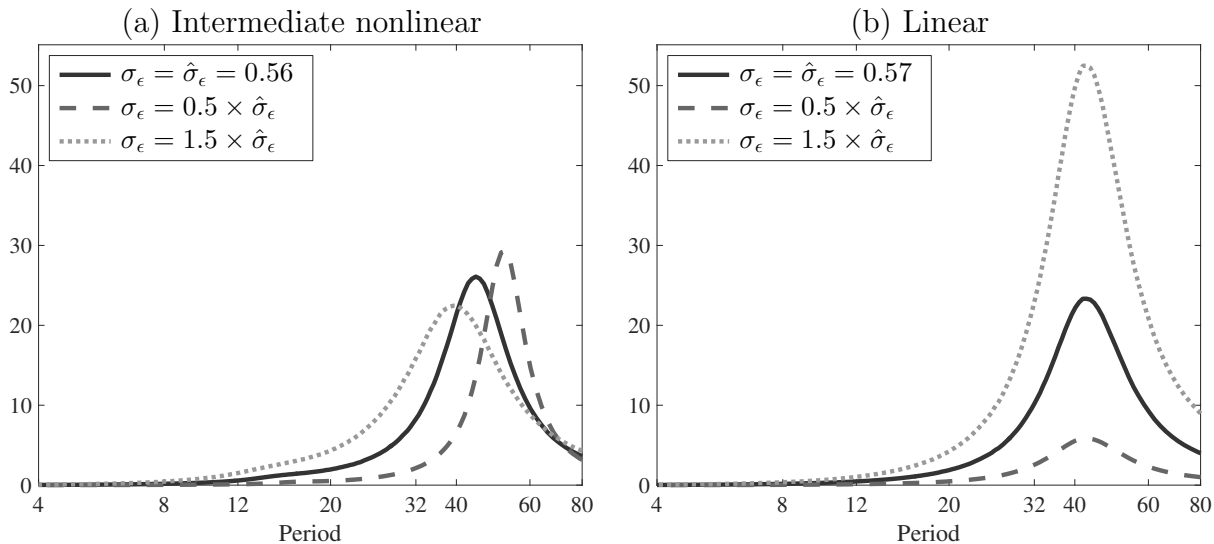 (a) Intermediate nonlinear
σ_ϵ = σ̂_ϵ = 0.56
σ_ϵ = 0.5 × σ̂_ϵ
σ_ϵ = 1.5 × σ̂_ϵ
50
40
30
20
10
0
4 8 12 20 32 40 60 80
Period
(b) Linear
σ_ϵ = σ̂_ϵ = 0.57
σ_ϵ = 0.5 × σ̂_ϵ
σ_ϵ = 1.5 × σ̂_ϵ
50
40
30
20
10
0
4 8 12 20 32 40 60 80
Period